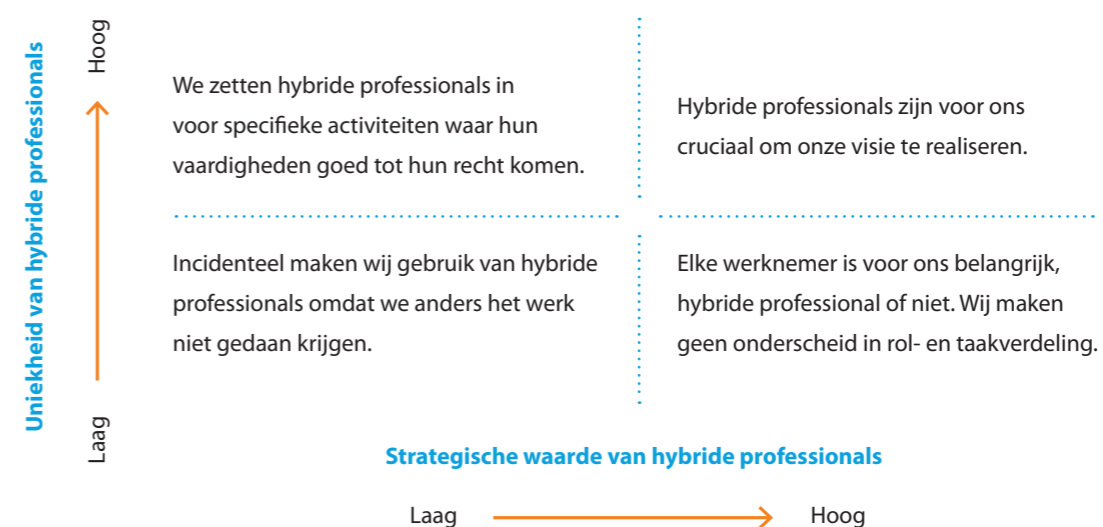 Uniekheid van hybride professionals
Hoog
Laag
We zetten hybride professionals in
voor specifieke activiteiten waar hun
vaardigheden goed tot hun recht komen.
Hybride professionals zijn voor ons
cruciaal om onze visie te realiseren.
Incidenteel maken wij gebruik van hybride
professionals omdat we anders het werk
niet gedaan krijgen.
Elke werknemer is voor ons belangrijk,
hybride professional of niet. Wij maken
geen onderscheid in rol- en taakverdeling.
Strategische waarde van hybride professionals
Laag
Hoog